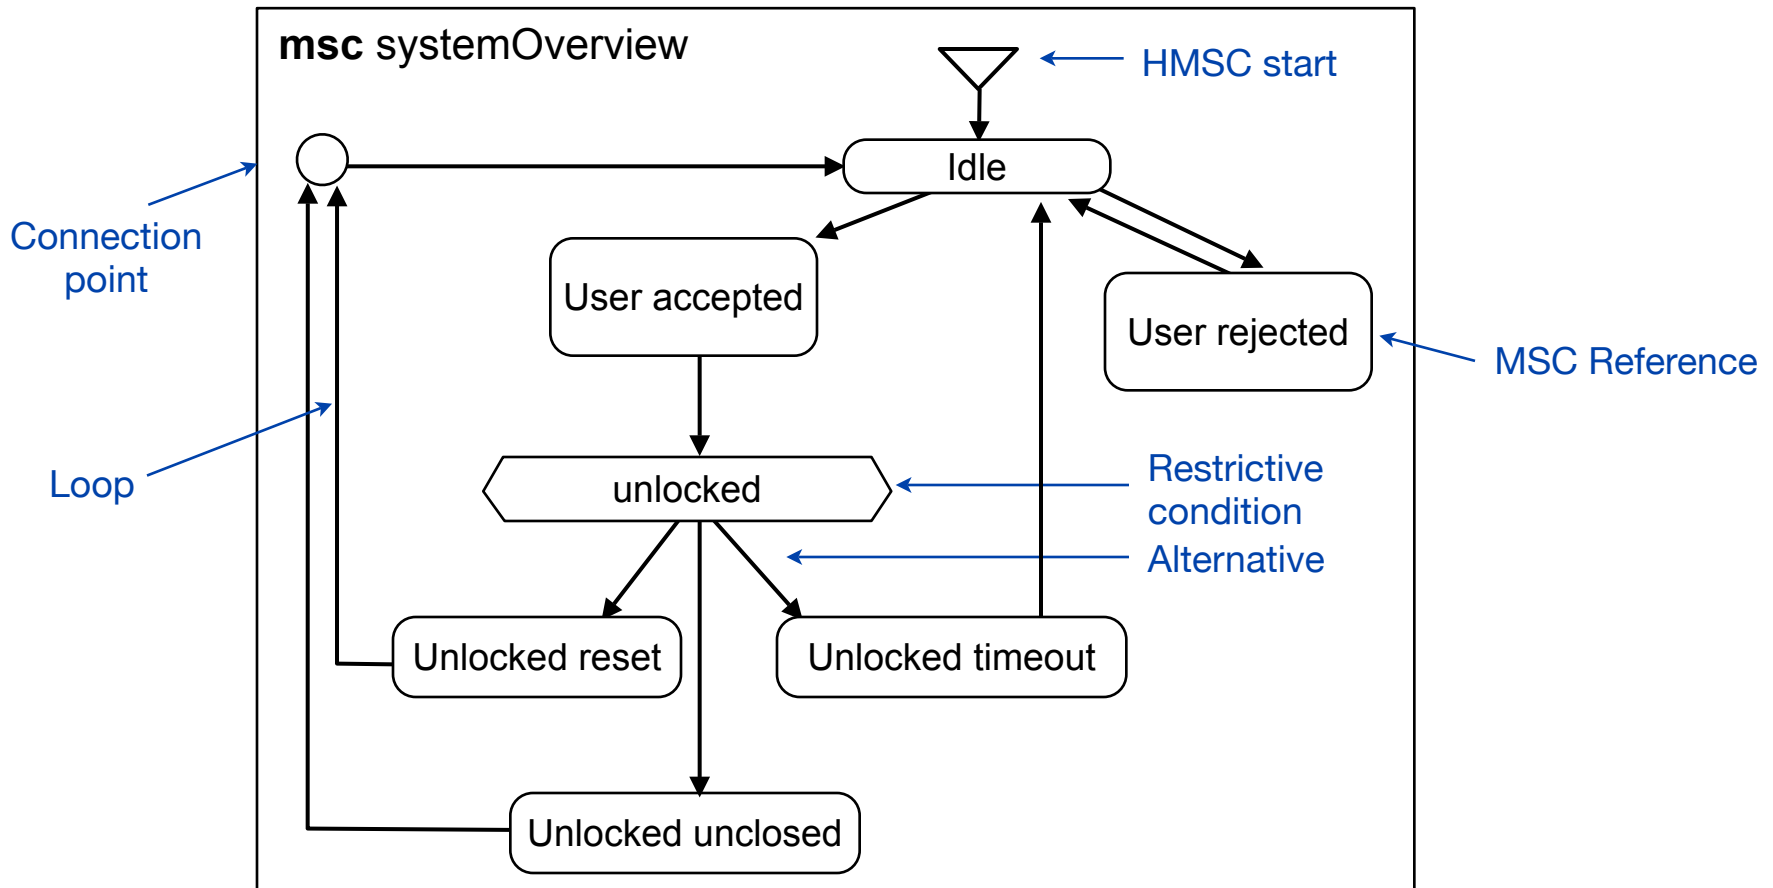 msc systemOverview
HMSC start
Idle
Connection
point
User accepted
User rejected
MSC Reference
Loop
unlocked
Restrictive
condition
Alternative
Unlocked reset
Unlocked timeout
Unlocked unclosed